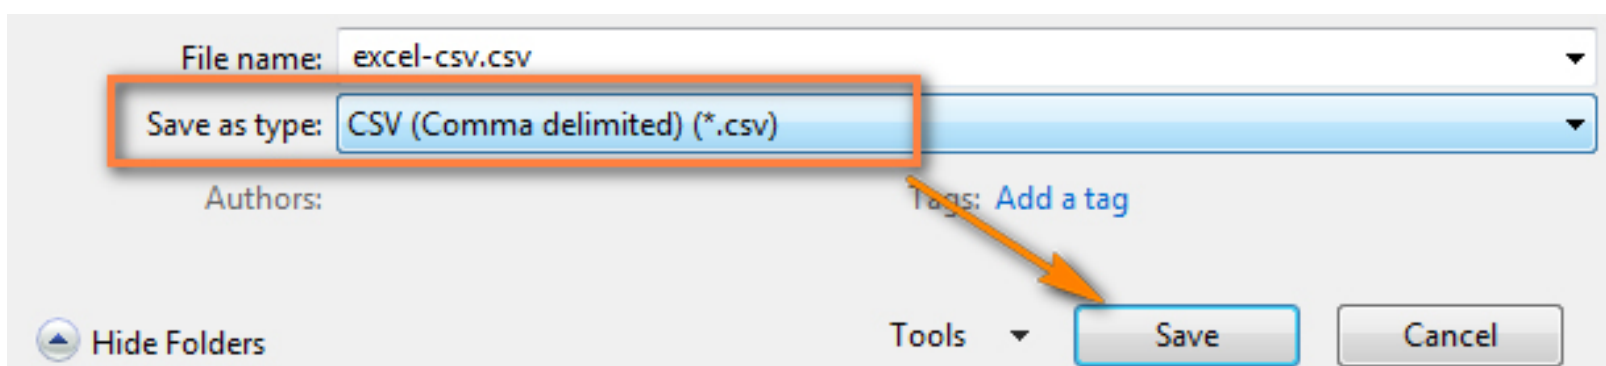 File name: excel-csv.csv
Save as type: CSV (Comma delimited) (*.csv)
Authors: Tags: Add a tag
Hide Folders Tools Save Cancel